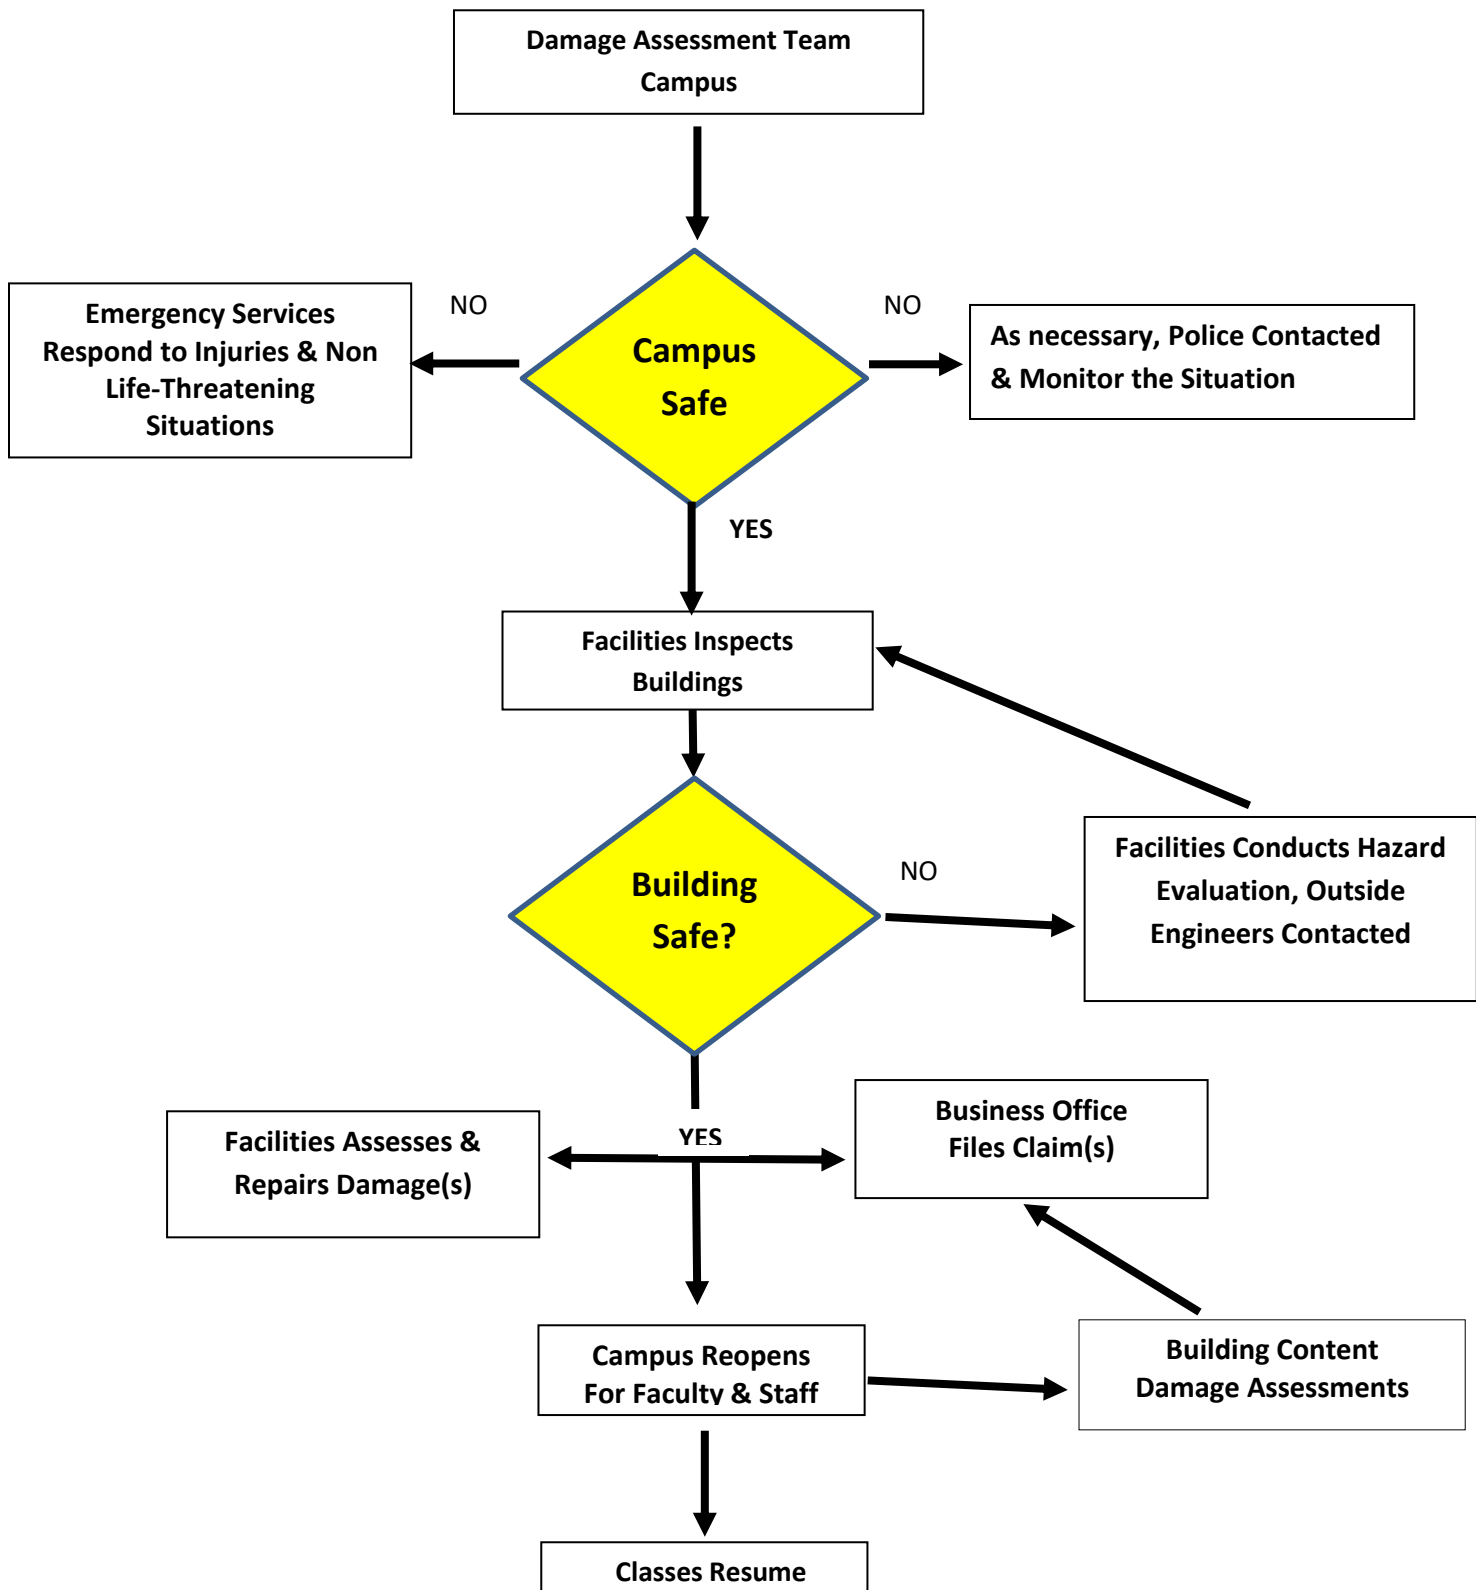 Damage Assessment Team
Campus
NO
NO
Emergency Services
Respond to Injuries & Non
Life-Threatening
Situations
Campus
Safe
As necessary, Police Contacted
& Monitor the Situation
YES
Facilities Inspects
Buildings
Building
Safe?
NO
Facilities Conducts Hazard
Evaluation, Outside
Engineers Contacted
YES
Facilities Assesses &
Repairs Damage(s)
Business Office
Files Claim(s)
Campus Reopens
For Faculty & Staff
Building Content
Damage Assessments
Classes Resume